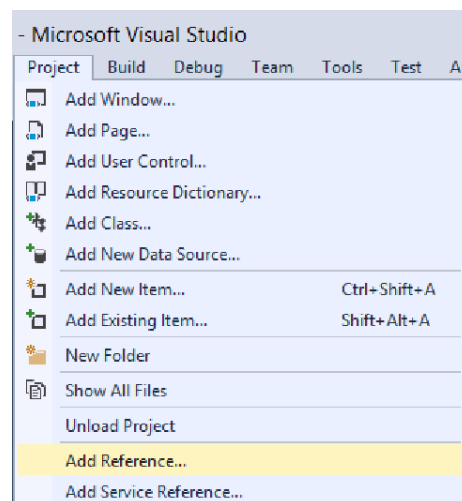 - Microsoft Visual Studio
Project Build Debug Team Tools Test A
Add Window...
Add Page...
Add User Control...
Add Resource Dictionary...
Add Class...
Add New Data Source...
Add New Item... Ctrl+Shift+A
Add Existing Item... Shift+Alt+A
New Folder
Show All Files
Unload Project
Add Reference...
Add Service Reference...